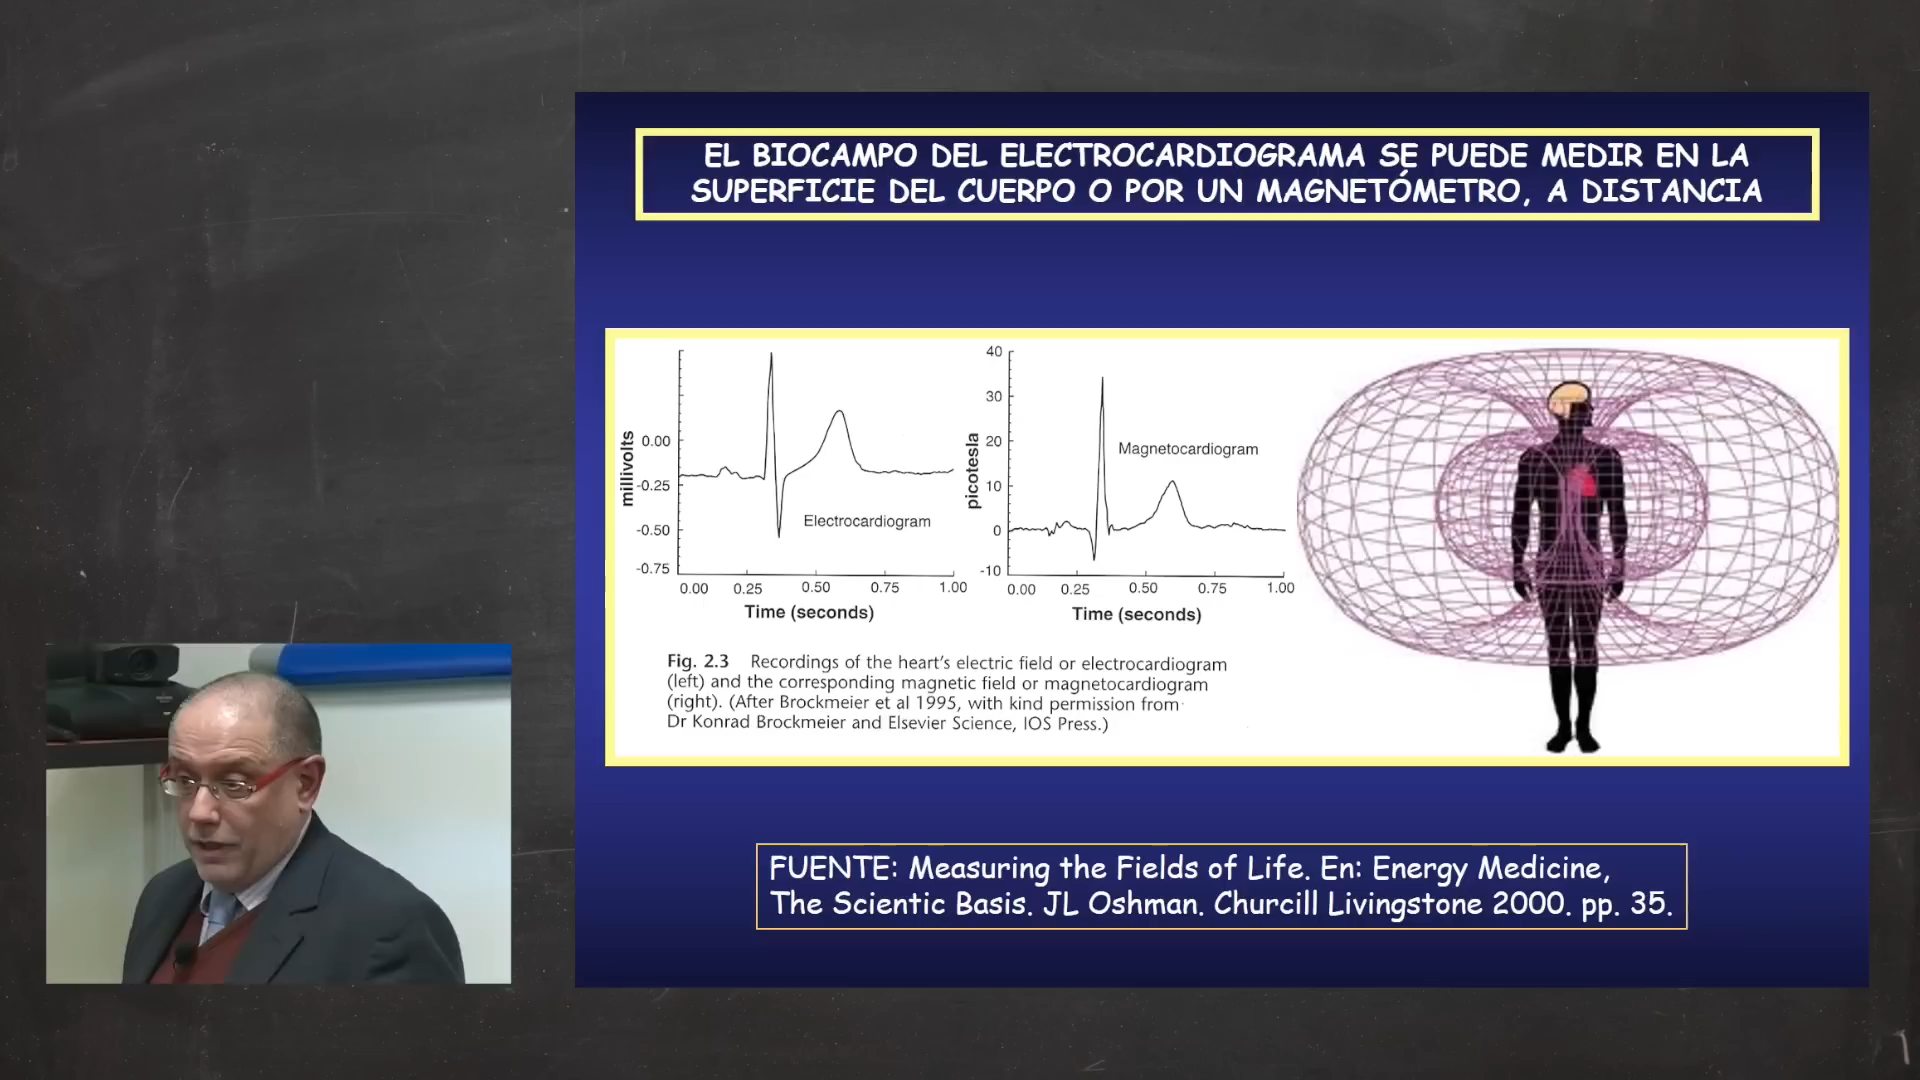 EL BIOCAMPO DEL ELECTROCARDIOGRAMA SE PUEDE MEDIR EN LA
SUPERFICIE DEL CUERPO O POR UN MAGNETÓMETRO, A DISTANCIA
millivolts
0.00
-0.25
-0.50
-0.75
Electrocardiogram
0.00 0.25 0.50 0.75 1.00
Time (seconds)
picotesla
40
30
20
10
0
-10
Magnetocardiogram
0.00 0.25 0.50 0.75 1.00
Time (seconds)
Fig. 2.3 Recordings of the heart's electric field or electrocardiogram
(left) and the corresponding magnetic field or magnetocardiogram
(right). (After Brockmeier et al 1995, with kind permission from
Dr Konrad Brockmeier and Elsevier Science, IOS Press.)
FUENTE: Measuring the Fields of Life. En: Energy Medicine,
The Scientic Basis. JL Oshman. Churcill Livingstone 2000. pp. 35.